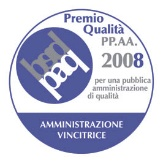 Premio
Qualità
PP.AA.
2008
per una pubblica
amministrazione
di qualità
AMMINISTRAZIONE
VINCITRICE